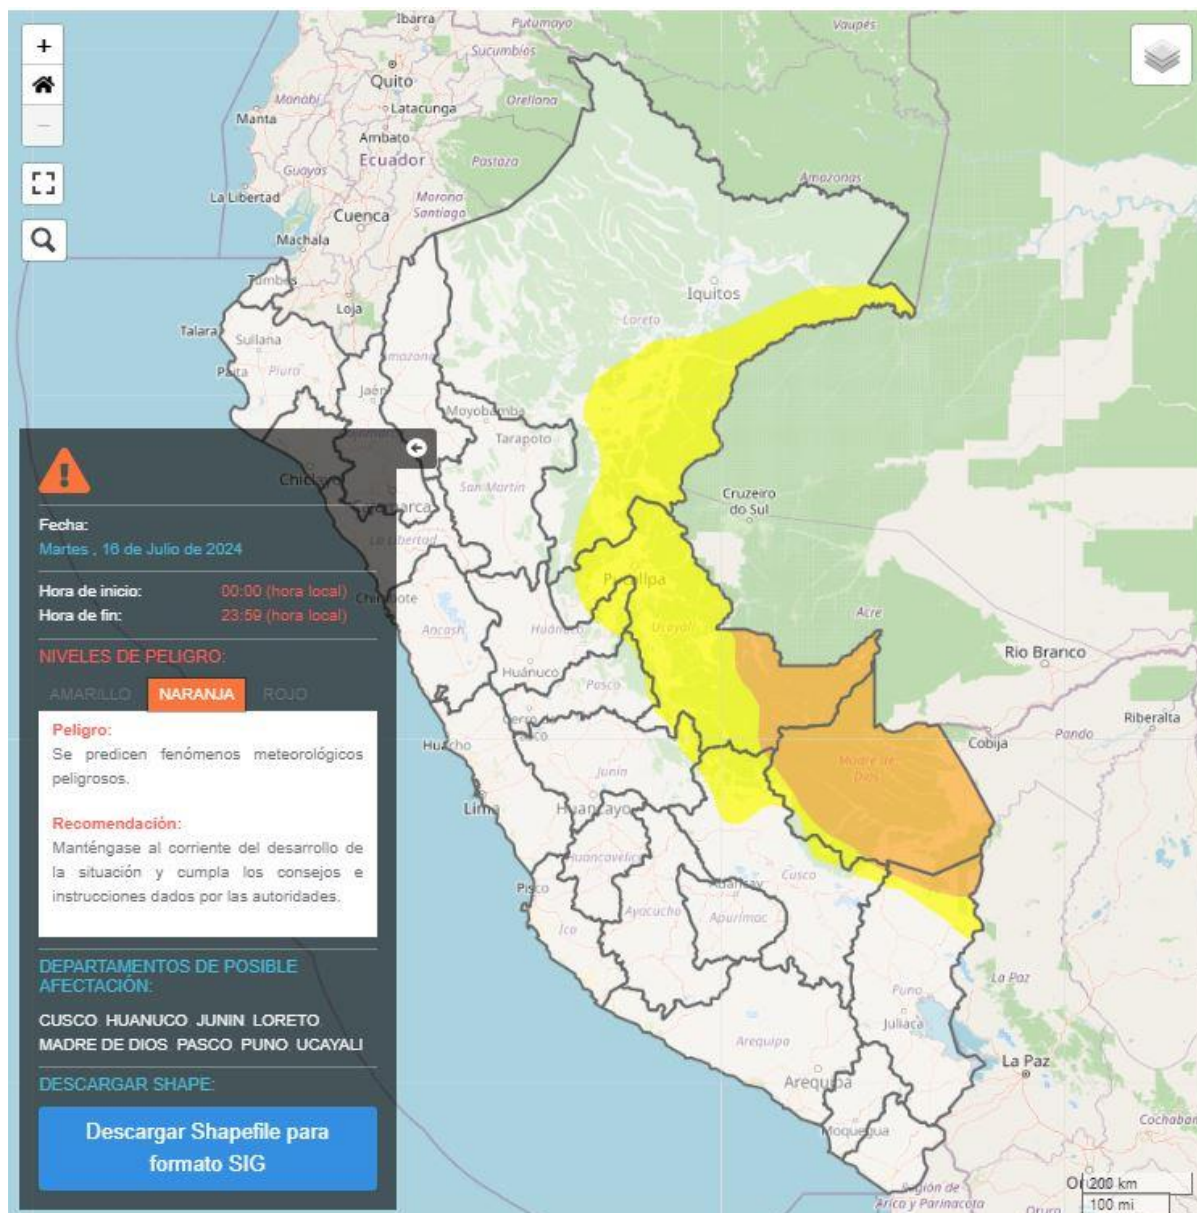 Ibarra
Putumayo
Vaupés
Sucumbíos
Quito
Manabí
Latacunga
Orellana
Manta
Ambato
Ecuador
Pastaza
Guayas
Amazonas
La Libertad
Morona
Santiago
Cuenca
Machala
Tumbes
Iquitos
Loja
Loreto
Talara
Sullana
Paita
Piura
Amazonas
Jaén
Moyobamba
Tarapoto
Chiclayo
San Martín
Cajamarca
Cruzeiro
do Sul
La Libertad
Fecha:
Martes , 16 de Julio de 2024
Hora de inicio: 00:00 (hora local)
Hora de fin: 23:59 (hora local)
Chimbote
Pucallpa
Acre
Ancash
Huánuco
Ucayali
Rio Branco
NIVELES DE PELIGRO:
Huánuco
Pasco
AMARILLO NARANJA ROJO
Riberalta
Cerro de
Pasco
Peligro:
Se predicen fenómenos meteorológicos
peligrosos.
Huacho
Cobija
Pando
Madre de
Dios
Junín
Lima
Huancayo
Recomendación:
Manténgase al corriente del desarrollo de
la situación y cumpla los consejos e
instrucciones dados por las autoridades.
Huancavelica
Cusco
Pisco
Abancay
Ayacucho
Apurímac
Ica
DEPARTAMENTOS DE POSIBLE
AFECTACIÓN:
La Paz
Puno
CUSCO HUANUCO JUNIN LORETO
MADRE DE DIOS PASCO PUNO UCAYALI
Juliaca
Arequipa
La Paz
DESCARGAR SHAPE:
Arequipa
Descargar Shapefile para
formato SIG
Moquegua
Cochabam
200 km
100 mi
Región de
Arica y Parinacota
Oruro